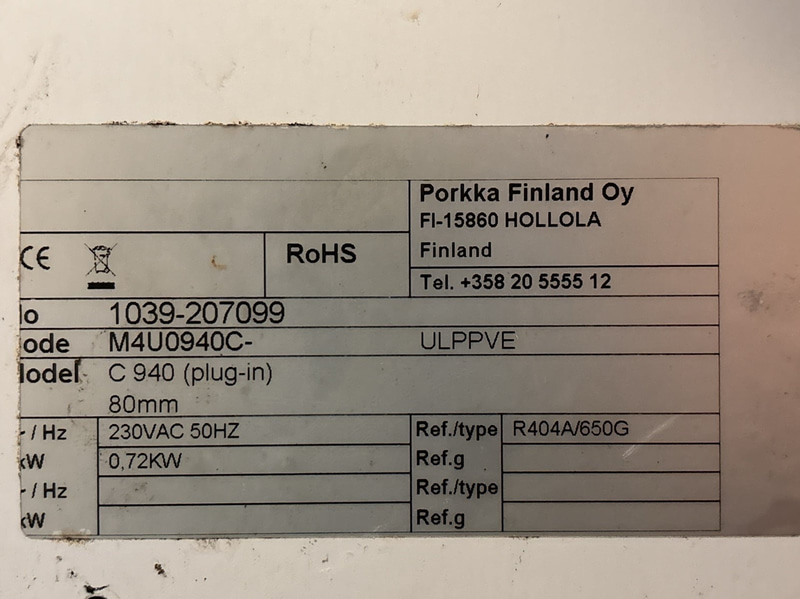 Porkka Finland Oy
FI-15860 HOLLOLA
CE RoHS Finland
Tel. +358 20 5555 12
lo 1039-207099
ode M4U0940C- ULPPVE
lodel C 940 (plug-in)
80mm
/ Hz 230VAC 50HZ Ref./type R404A/650G
kW 0,72KW Ref.g
/ Hz Ref./type
kW Ref.g